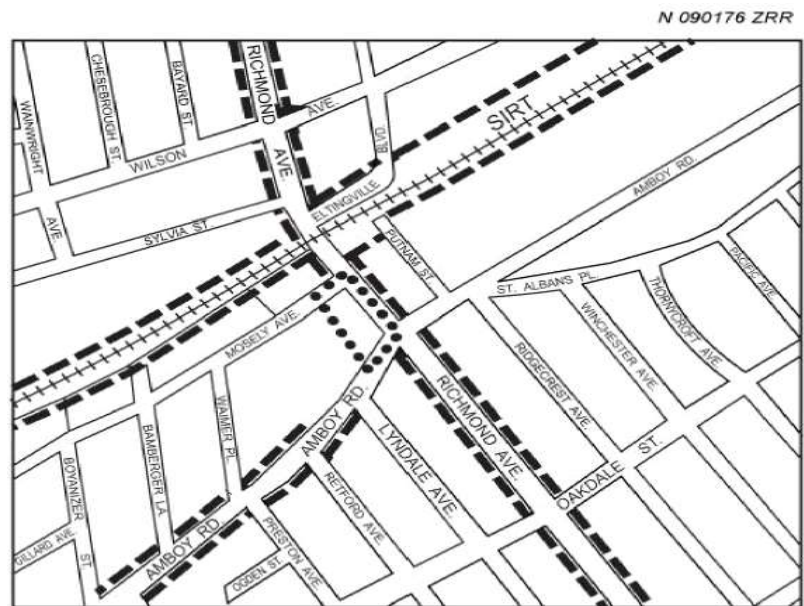 N 090176 ZRR
RICHMOND
AVE.
CHESEBROUGH ST.
BAYARD ST.
WAINWRIGHT
AVE.
WILSON
AVE.
BLVD
SIRT
ELTINGVILLE
AMBOY RD.
SYLVIA ST.
PUTNAM ST.
PACIFIC AVE.
ST. ALBANS PL.
THORNYCROFT AVE.
WINCHESTER AVE.
MOSELY AVE.
RIDGECREST AVE.
RICHMOND AVE.
WAIMER PL.
AMBOY RD.
LYNDALE AVE.
BAMBERGER LA.
OAKDALE ST.
BOYANIZER
ST.
RETFORD AVE.
GILLARD AVE.
AMBOY RD.
PRESTON AVE.
OGDEN ST.